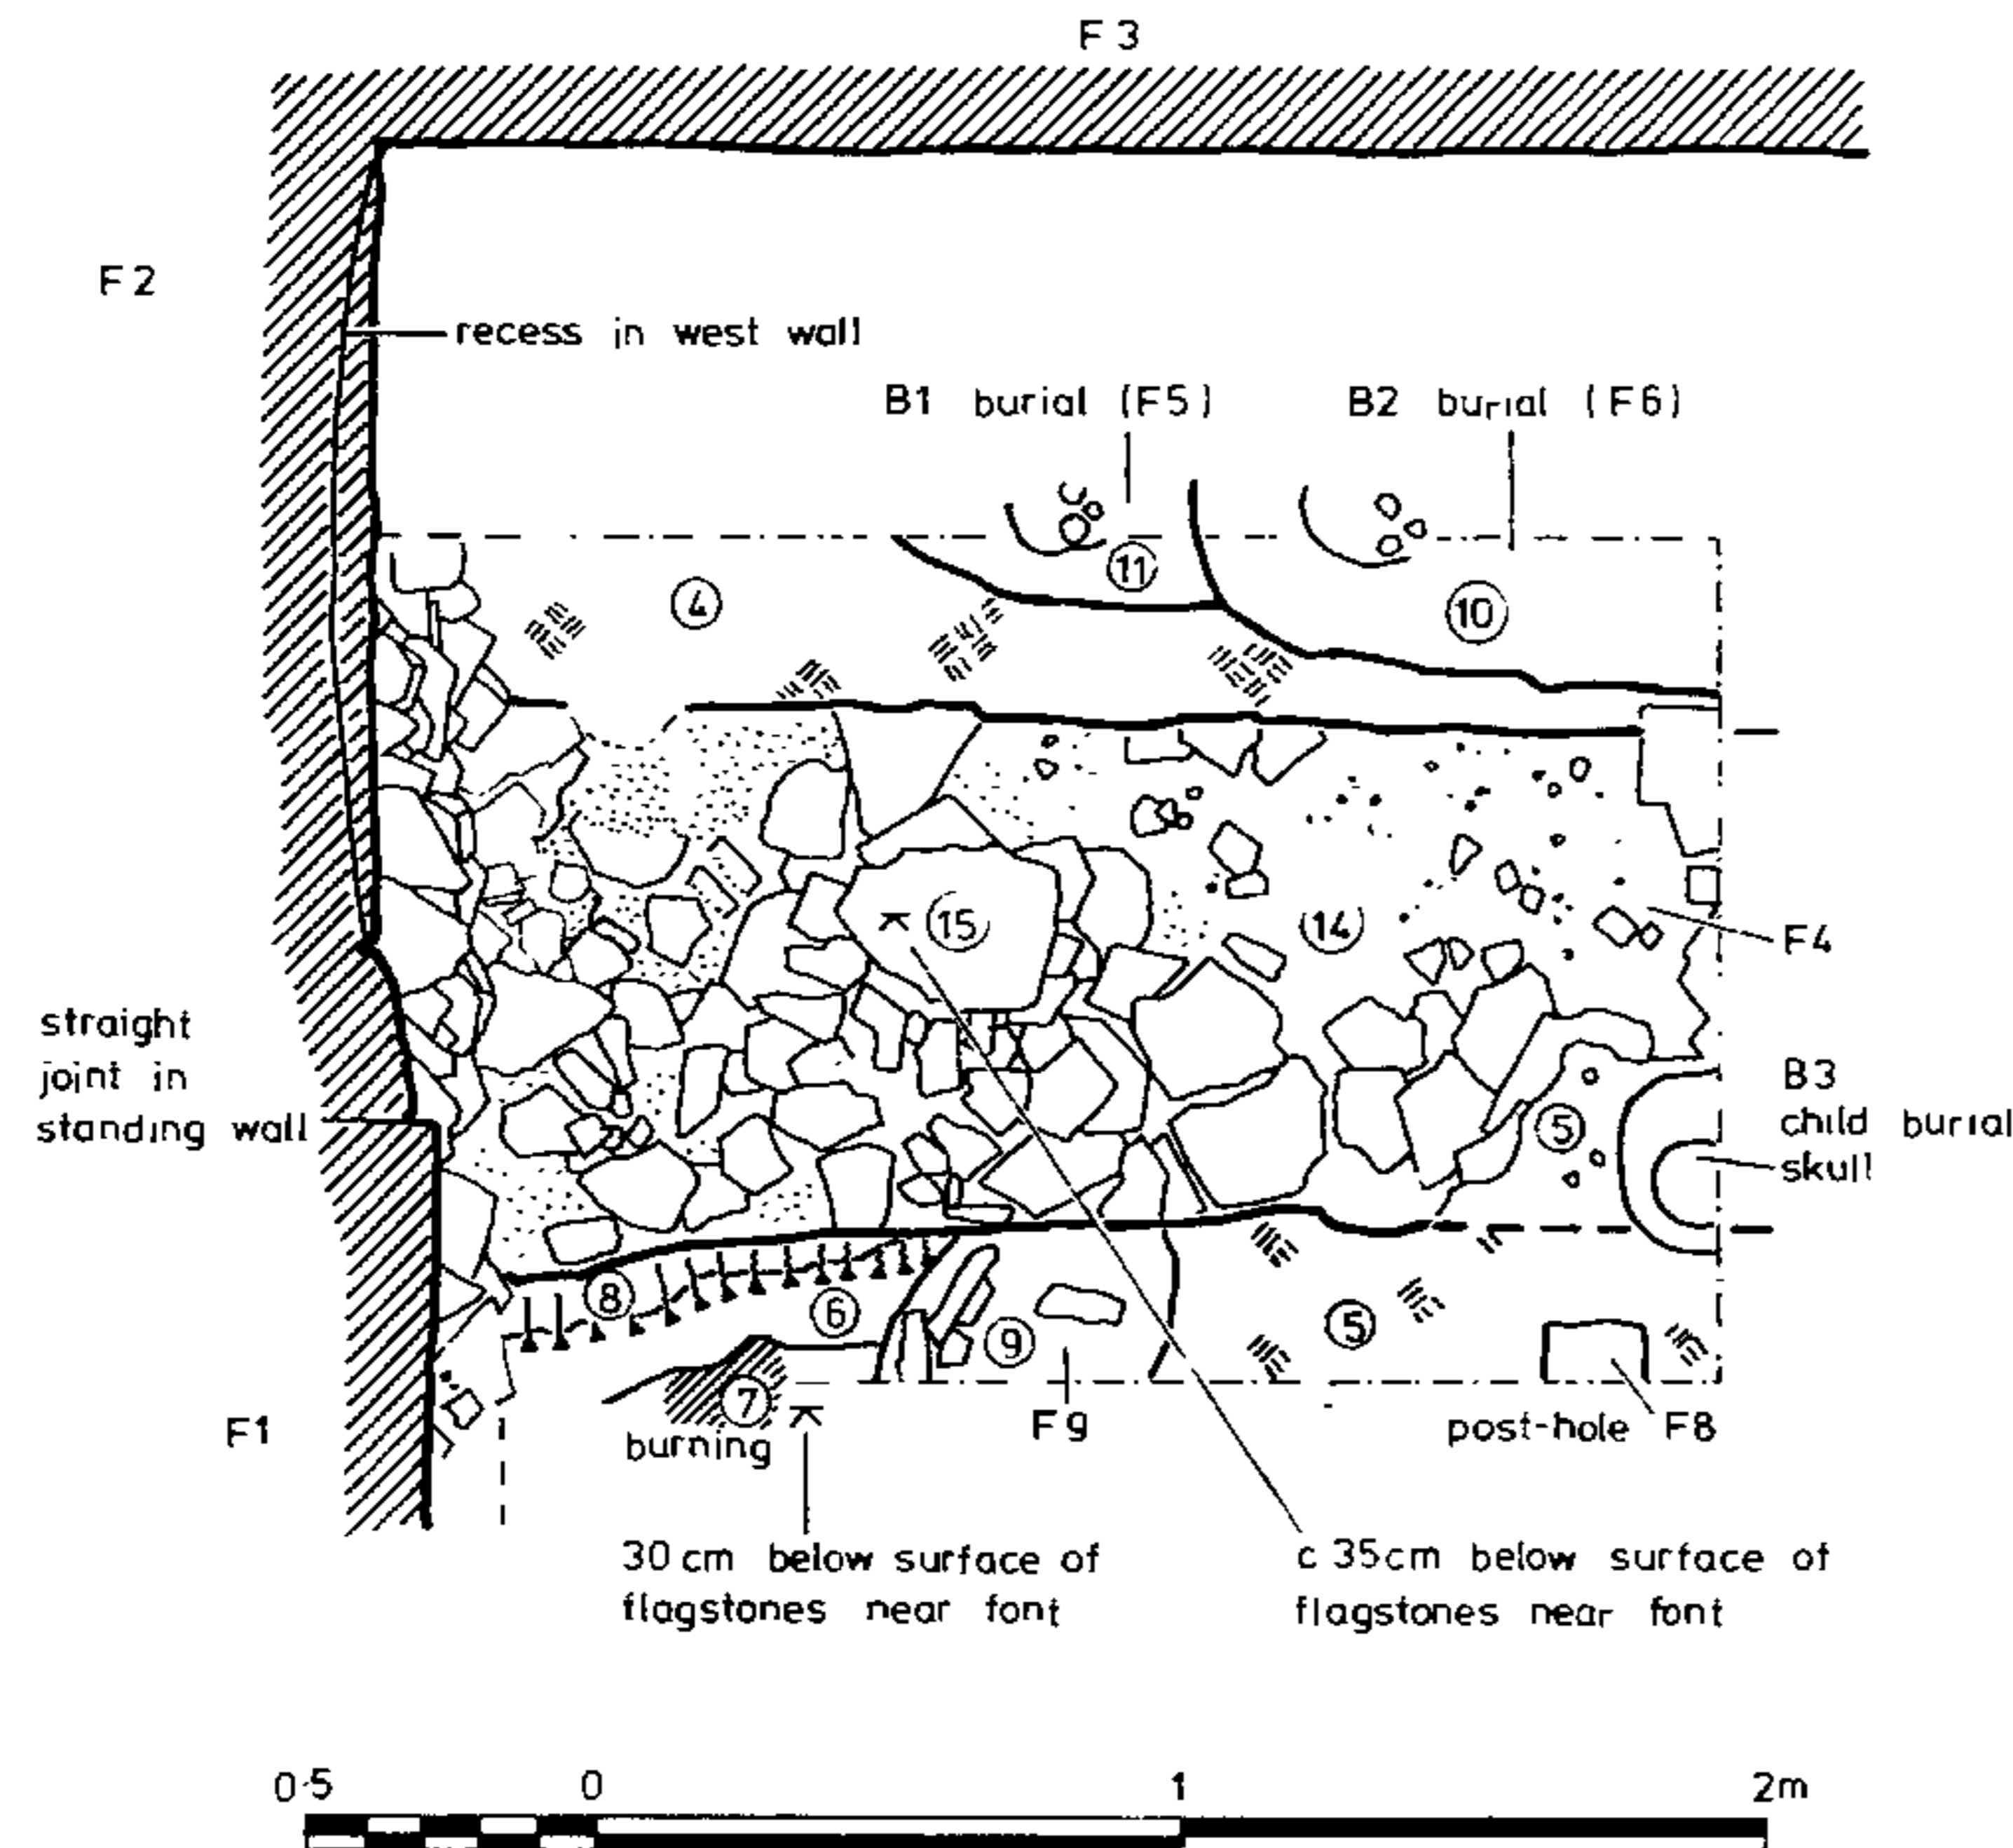 F3
F2
recess in west wall
B1 burial (F5)
B2 burial (F6)
11
4
10
15
14
F4
straight
joint in
standing wall
B3
child burial
skull
5
8
6
9
5
7
burning
F1
F9
post-hole F8
30 cm below surface of
flagstones near font
c 35cm below surface of
flagstones near font
0·5 0 1 2m